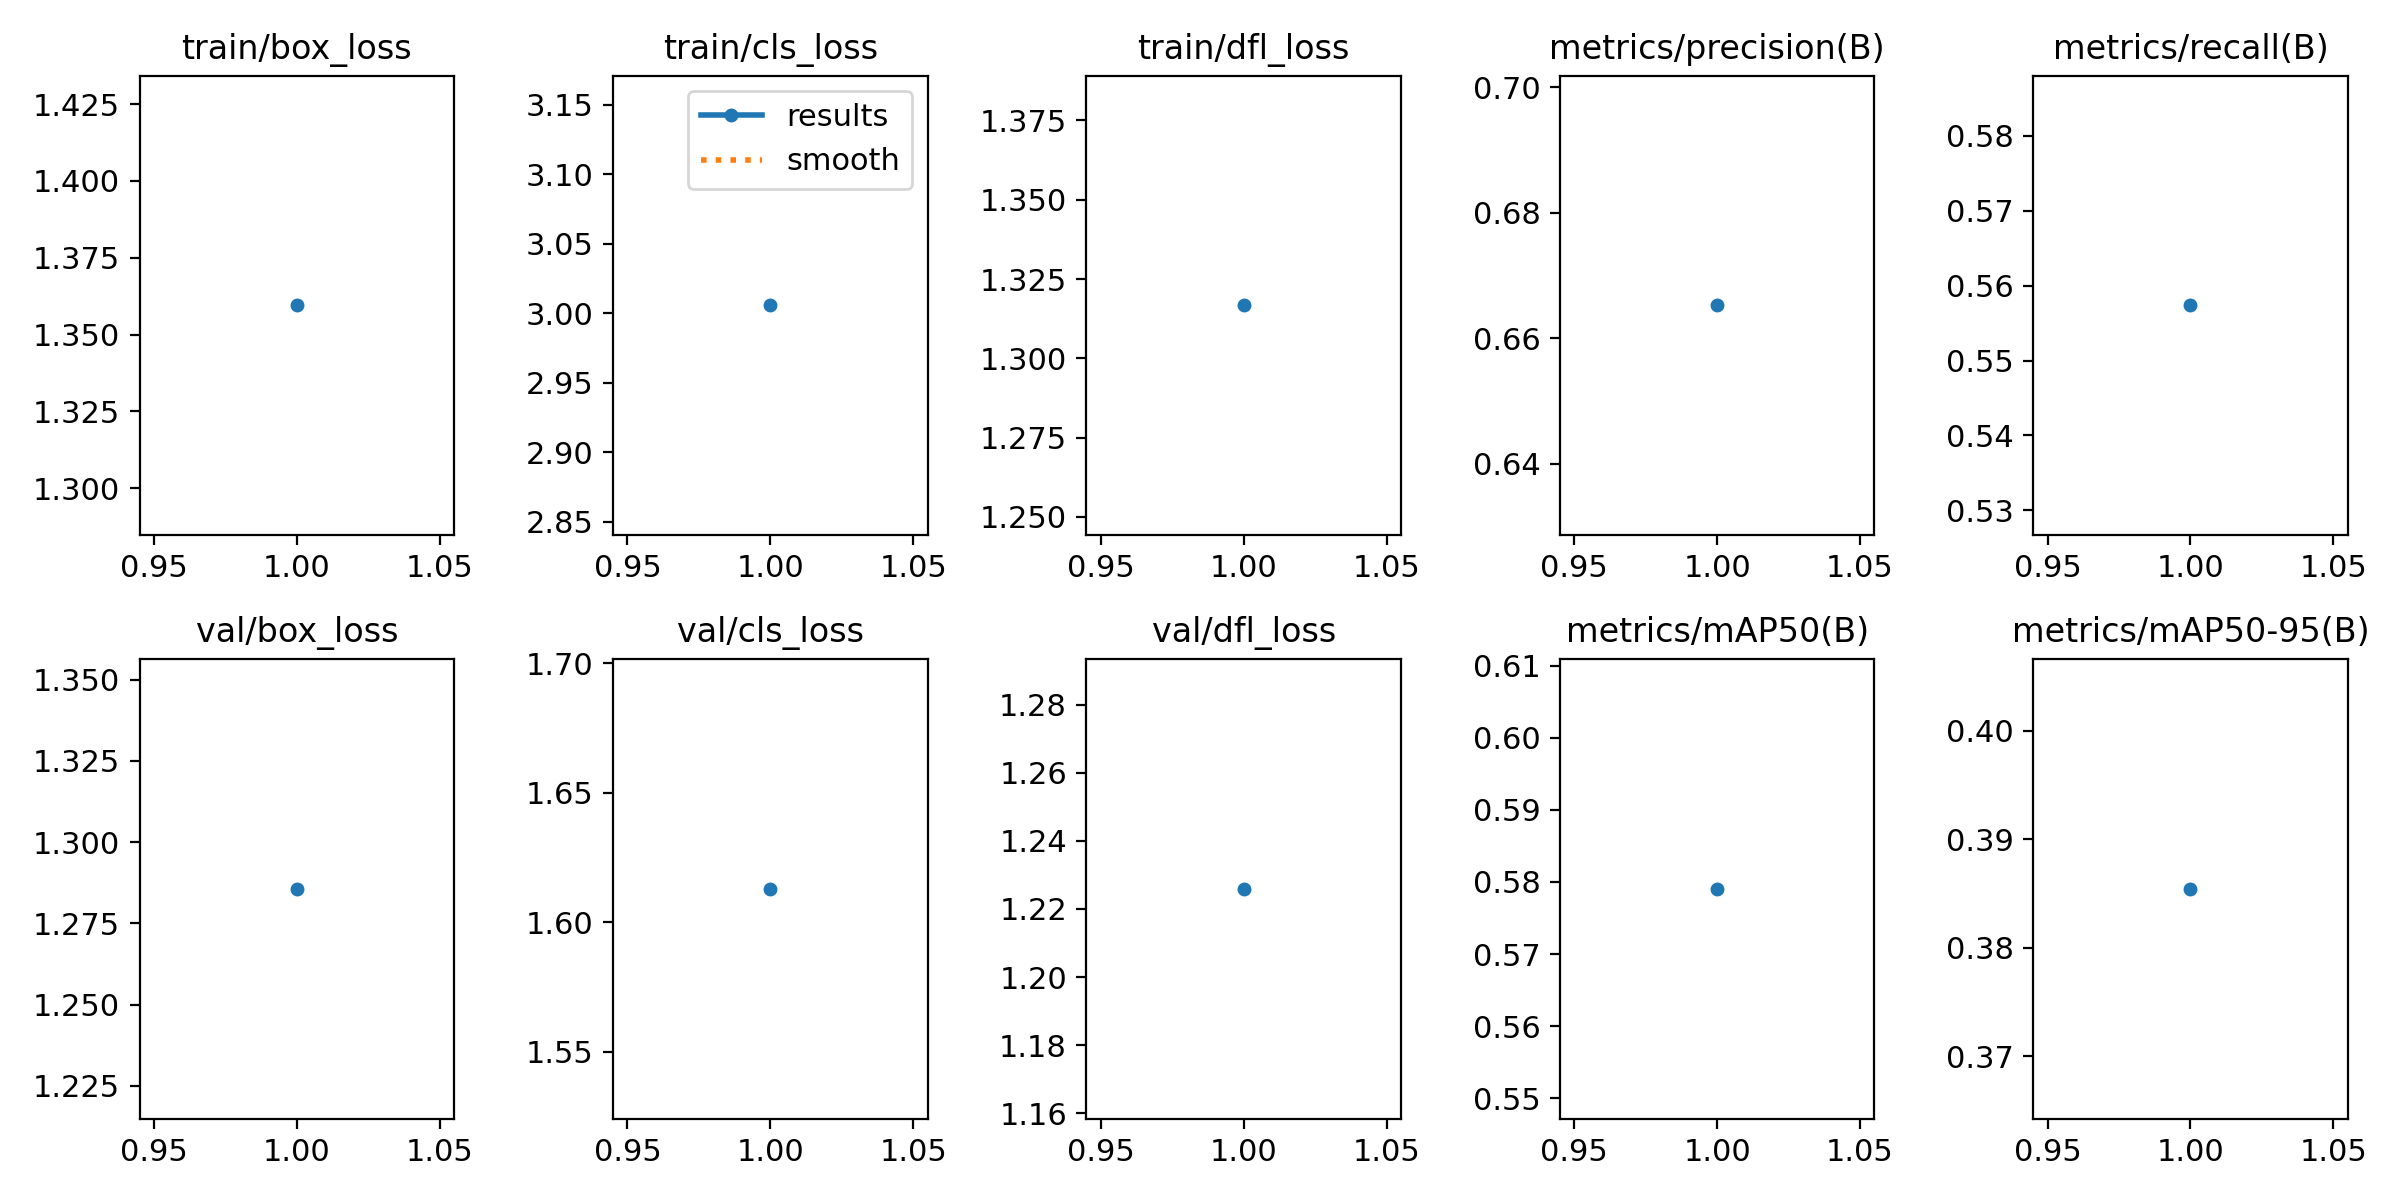 train/box_loss
1.425
1.400
1.375
1.350
1.325
1.300
0.95 1.00 1.05
train/cls_loss
results
smooth
3.15
3.10
3.05
3.00
2.95
2.90
2.85
0.95 1.00 1.05
train/dfl_loss
1.375
1.350
1.325
1.300
1.275
1.250
0.95 1.00 1.05
metrics/precision(B)
0.70
0.68
0.66
0.64
0.95 1.00 1.05
metrics/recall(B)
0.58
0.57
0.56
0.55
0.54
0.53
0.95 1.00 1.05
val/box_loss
1.350
1.325
1.300
1.275
1.250
1.225
0.95 1.00 1.05
val/cls_loss
1.70
1.65
1.60
1.55
0.95 1.00 1.05
val/dfl_loss
1.28
1.26
1.24
1.22
1.20
1.18
1.16
0.95 1.00 1.05
metrics/mAP50(B)
0.61
0.60
0.59
0.58
0.57
0.56
0.55
0.95 1.00 1.05
metrics/mAP50-95(B)
0.40
0.39
0.38
0.37
0.95 1.00 1.05